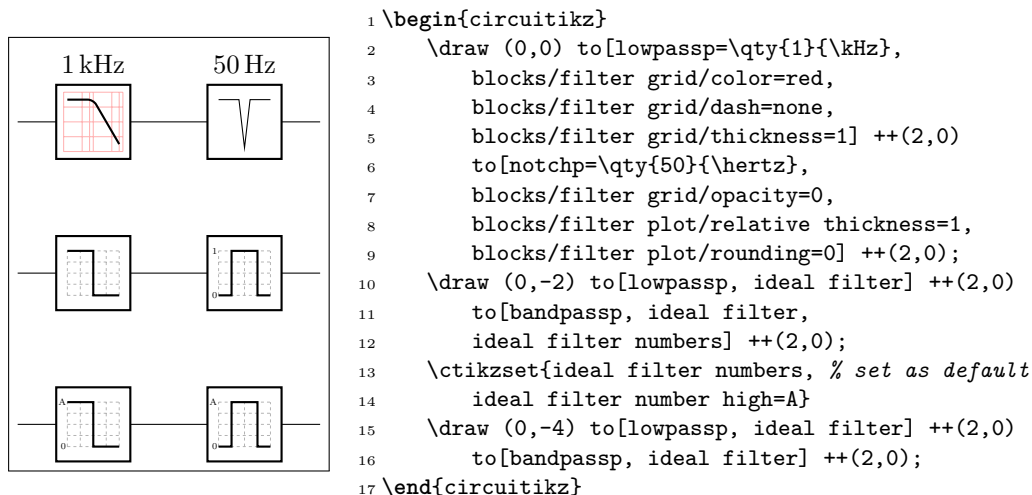 1 kHz 50 Hz
1
0
A
0
A
0
1 \begin{circuitikz}
2 \draw (0,0) to[lowpassp=\qty{1}{\kHz},
3 blocks/filter grid/color=red,
4 blocks/filter grid/dash=none,
5 blocks/filter grid/thickness=1] ++(2,0)
6 to[notchp=\qty{50}{\hertz},
7 blocks/filter grid/opacity=0,
8 blocks/filter plot/relative thickness=1,
9 blocks/filter plot/rounding=0] ++(2,0);
10 \draw (0,-2) to[lowpassp, ideal filter] ++(2,0)
11 to[bandpassp, ideal filter,
12 ideal filter numbers] ++(2,0);
13 \ctikzset{ideal filter numbers, % set as default
14 ideal filter number high=A}
15 \draw (0,-4) to[lowpassp, ideal filter] ++(2,0)
16 to[bandpassp, ideal filter] ++(2,0);
17 \end{circuitikz}